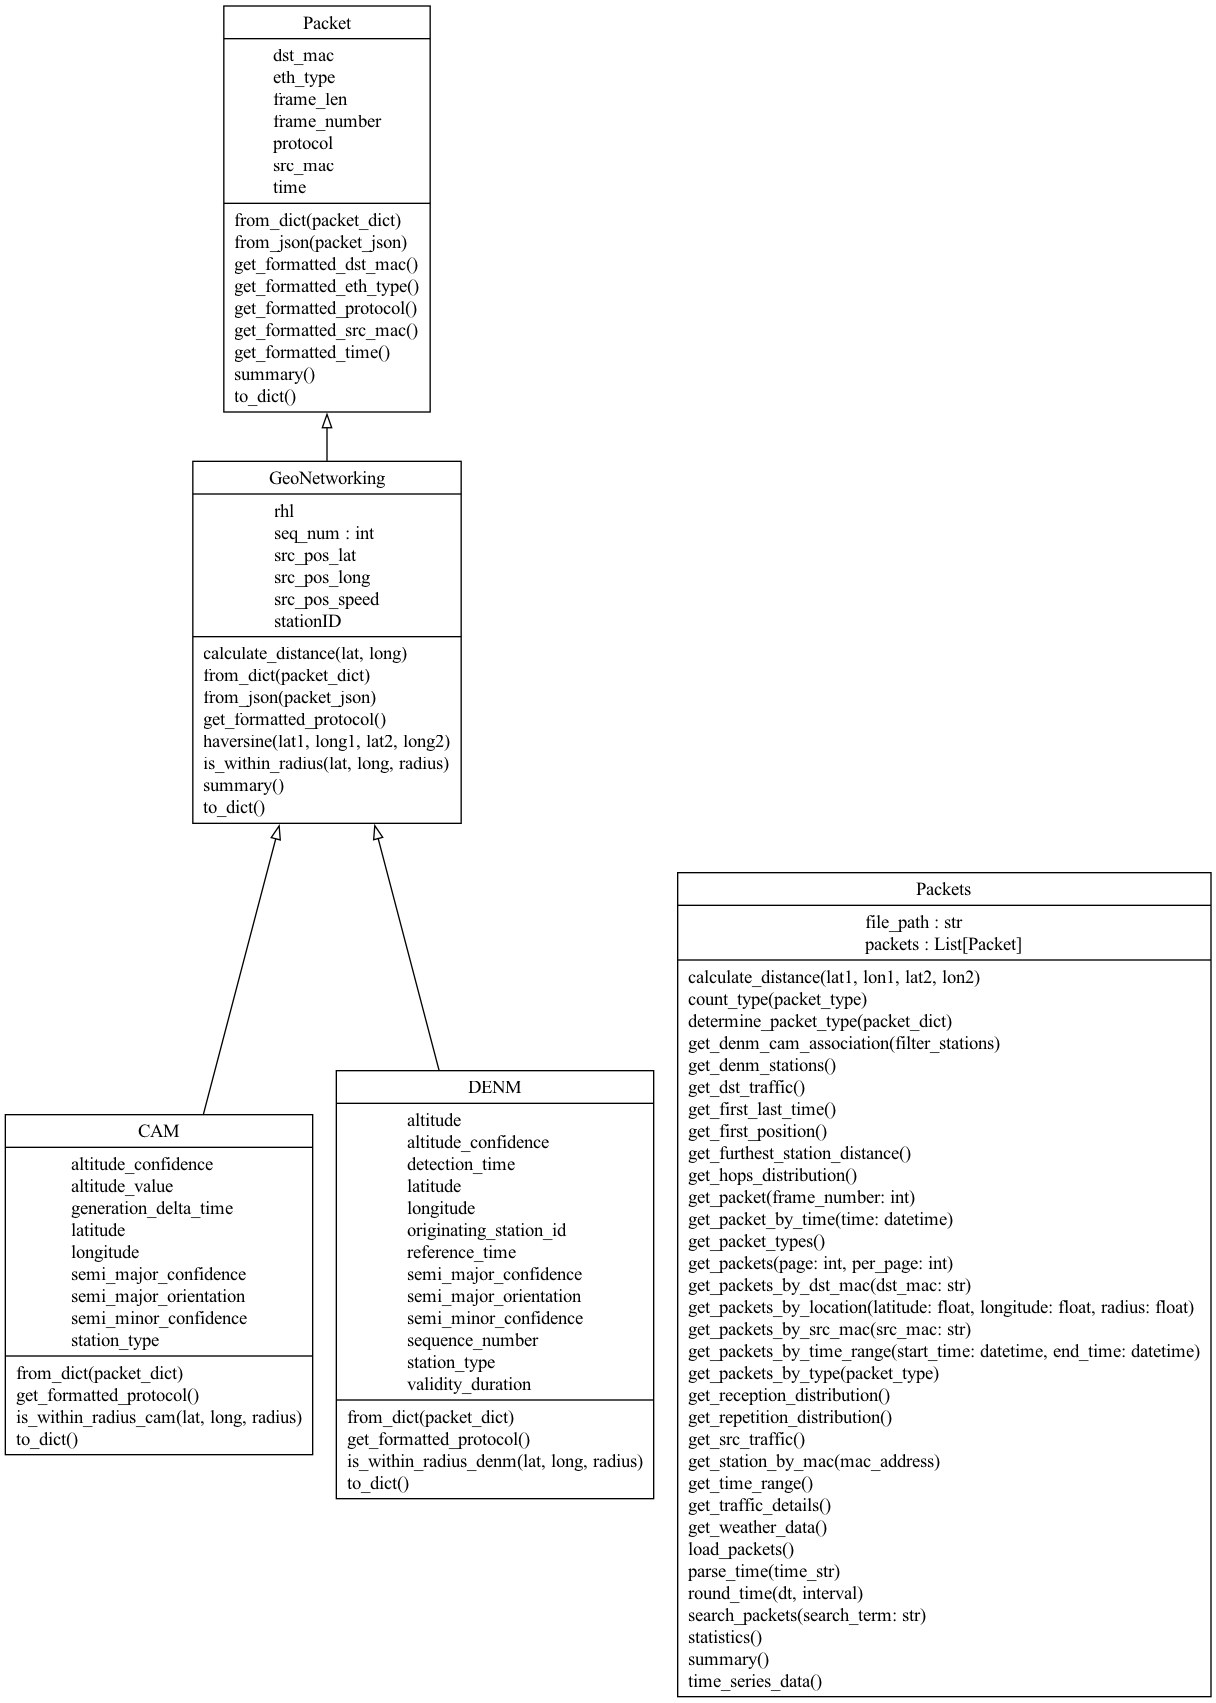 Packet
dst_mac
eth_type
frame_len
frame_number
protocol
src_mac
time
from_dict(packet_dict)
from_json(packet_json)
get_formatted_dst_mac()
get_formatted_eth_type()
get_formatted_protocol()
get_formatted_src_mac()
get_formatted_time()
summary()
to_dict()
GeoNetworking
rhl
seq_num : int
src_pos_lat
src_pos_long
src_pos_speed
stationID
calculate_distance(lat, long)
from_dict(packet_dict)
from_json(packet_json)
get_formatted_protocol()
haversine(lat1, long1, lat2, long2)
is_within_radius(lat, long, radius)
summary()
to_dict()
CAM
altitude_confidence
altitude_value
generation_delta_time
latitude
longitude
semi_major_confidence
semi_major_orientation
semi_minor_confidence
station_type
from_dict(packet_dict)
get_formatted_protocol()
is_within_radius_cam(lat, long, radius)
to_dict()
DENM
altitude
altitude_confidence
detection_time
latitude
longitude
originating_station_id
reference_time
semi_major_confidence
semi_major_orientation
semi_minor_confidence
sequence_number
station_type
validity_duration
from_dict(packet_dict)
get_formatted_protocol()
is_within_radius_denm(lat, long, radius)
to_dict()
Packets
file_path : str
packets : List[Packet]
calculate_distance(lat1, lon1, lat2, lon2)
count_type(packet_type)
determine_packet_type(packet_dict)
get_denm_cam_association(filter_stations)
get_denm_stations()
get_dst_traffic()
get_first_last_time()
get_first_position()
get_furthest_station_distance()
get_hops_distribution()
get_packet(frame_number: int)
get_packet_by_time(time: datetime)
get_packet_types()
get_packets(page: int, per_page: int)
get_packets_by_dst_mac(dst_mac: str)
get_packets_by_location(latitude: float, longitude: float, radius: float)
get_packets_by_src_mac(src_mac: str)
get_packets_by_time_range(start_time: datetime, end_time: datetime)
get_packets_by_type(packet_type)
get_reception_distribution()
get_repetition_distribution()
get_src_traffic()
get_station_by_mac(mac_address)
get_time_range()
get_traffic_details()
get_weather_data()
load_packets()
parse_time(time_str)
round_time(dt, interval)
search_packets(search_term: str)
statistics()
summary()
time_series_data()